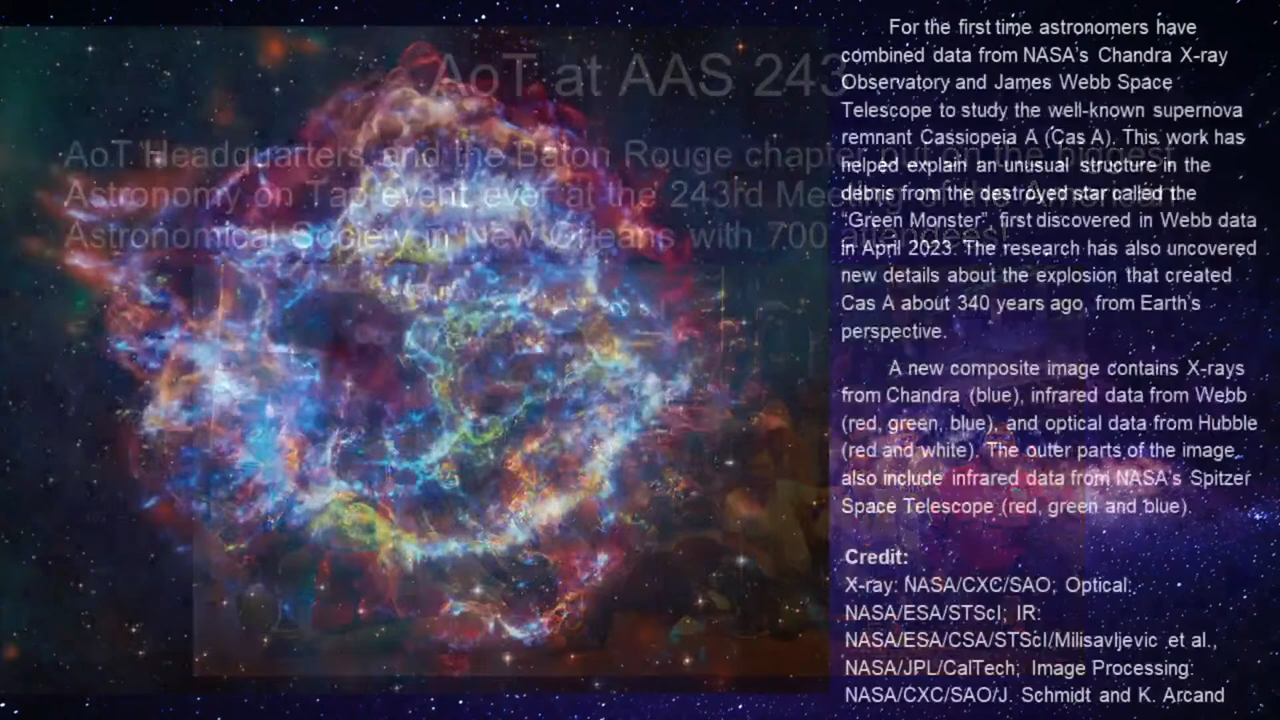 AoT at AAS 243
AoT Headquarters and the Baton Rouge chapter put on the biggest
Astronomy on Tap event ever at the 243rd Meeting of the American
Astronomical Society in New Orleans with 700 attendees!
For the first time astronomers have
combined data from NASA's Chandra X-ray
Observatory and James Webb Space
Telescope to study the well-known supernova
remnant Cassiopeia A (Cas A). This work has
helped explain an unusual structure in the
debris from the destroyed star called the
“Green Monster”, first discovered in Webb data
in April 2023. The research has also uncovered
new details about the explosion that created
Cas A about 340 years ago, from Earth's
perspective.
A new composite image contains X-rays
from Chandra (blue), infrared data from Webb
(red, green, blue), and optical data from Hubble
(red and white). The outer parts of the image
also include infrared data from NASA's Spitzer
Space Telescope (red, green and blue).
Credit:
X-ray: NASA/CXC/SAO; Optical:
NASA/ESA/STScI; IR:
NASA/ESA/CSA/STScI/Milisavljevic et al.,
NASA/JPL/CalTech; Image Processing:
NASA/CXC/SAO/J. Schmidt and K. Arcand